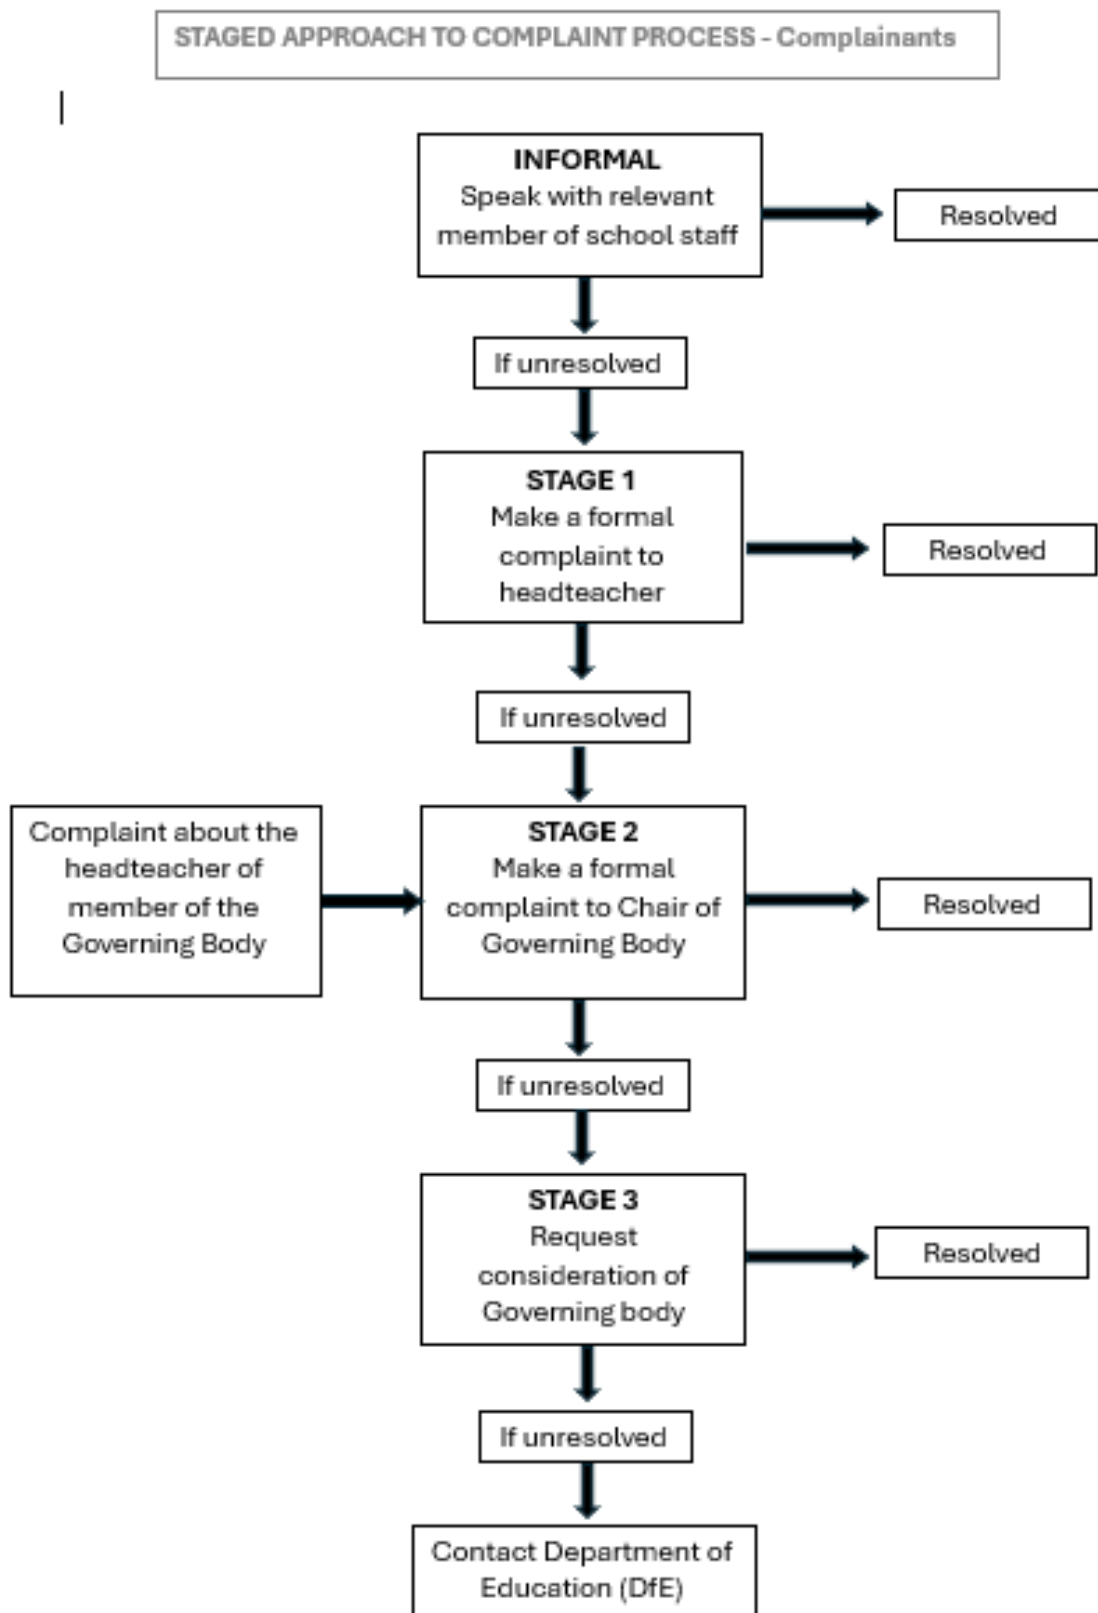 STAGED APPROACH TO COMPLAINT PROCESS - Complainants
INFORMAL
Speak with relevant
member of school staff
Resolved
If unresolved
STAGE 1
Make a formal
complaint to
headteacher
Resolved
If unresolved
Complaint about the
headteacher of
member of the
Governing Body
STAGE 2
Make a formal
complaint to Chair of
Governing Body
Resolved
If unresolved
STAGE 3
Request
consideration of
Governing body
Resolved
If unresolved
Contact Department of
Education (DfE)